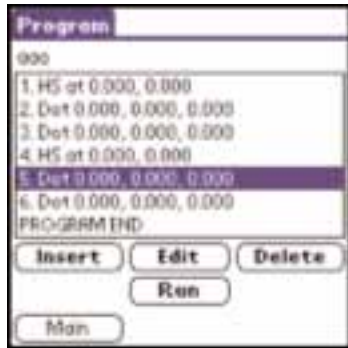 Program
aaa
1. HS at 0.000, 0.000
2. Dot 0.000, 0.000, 0.000
3. Dot 0.000, 0.000, 0.000
4. HS at 0.000, 0.000
5. Dot 0.000, 0.000, 0.000
6. Dot 0.000, 0.000, 0.000
PROGRAM END
Insert Edit Delete
Run
Man